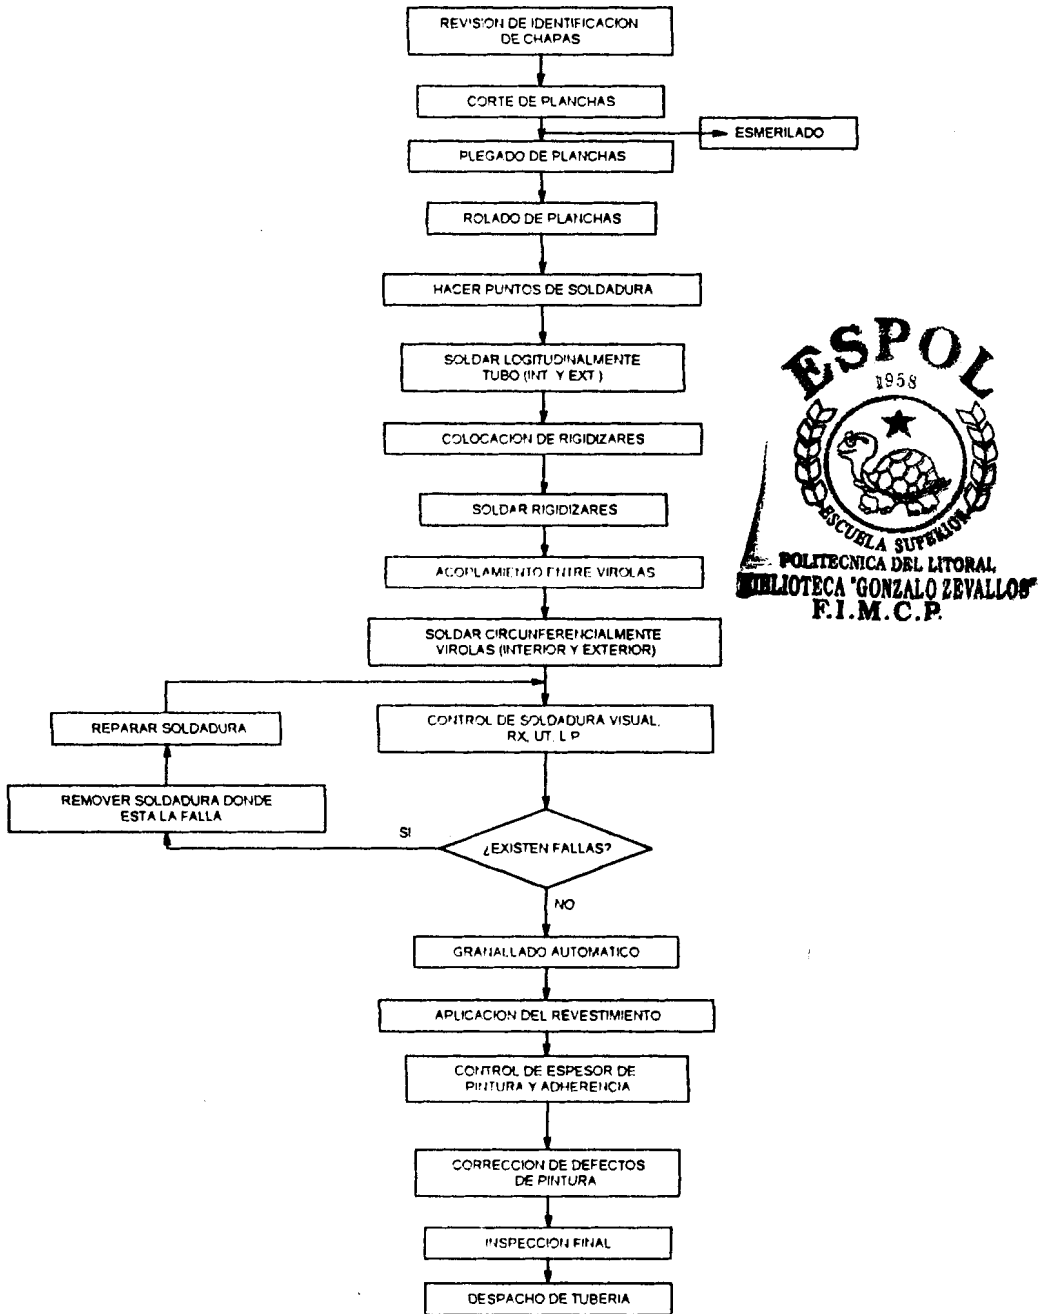 REVISION DE IDENTIFICACION
DE CHAPAS
CORTE DE PLANCHAS
ESMERILADO
PLEGADO DE PLANCHAS
ROLADO DE PLANCHAS
HACER PUNTOS DE SOLDADURA
SOLDAR LOGITUDINALMENTE
TUBO (INT. Y EXT.)
COLOCACION DE RIGIDIZARES
SOLDAR RIGIDIZARES
ACOPLAMIENTO ENTRE VIROLAS
SOLDAR CIRCUNFERENCIALMENTE
VIROLAS (INTERIOR Y EXTERIOR)
ESPOL
1958
ESCUELA SUPERIOR
POLITECNICA DEL LITORAL
BIBLIOTECA "GONZALO ZEVALLOS"
F.I.M.C.P.
CONTROL DE SOLDADURA VISUAL,
RX, UT, L.P
REPARAR SOLDADURA
REMOVER SOLDADURA DONDE
ESTA LA FALLA
SI
¿EXISTEN FALLAS?
NO
GRANALLADO AUTOMATICO
APLICACION DEL REVESTIMIENTO
CONTROL DE ESPESOR DE
PINTURA Y ADHERENCIA
CORRECCION DE DEFECTOS
DE PINTURA
INSPECCION FINAL
DESPACHO DE TUBERIA